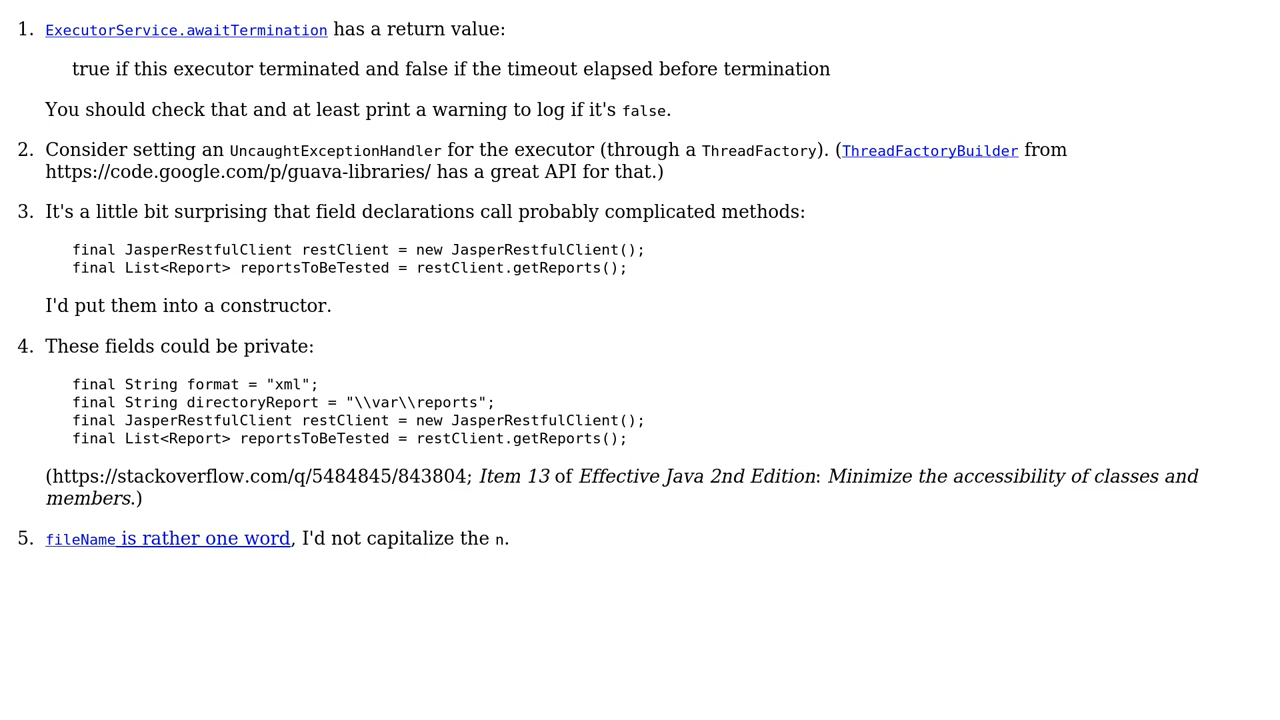 1. ExecutorService.awaitTermination has a return value:
true if this executor terminated and false if the timeout elapsed before termination
You should check that and at least print a warning to log if it's false.
2. Consider setting an UncaughtExceptionHandler for the executor (through a ThreadFactory). (ThreadFactoryBuilder from
https://code.google.com/p/guava-libraries/ has a great API for that.)
3. It's a little bit surprising that field declarations call probably complicated methods:
final JasperRestfulClient restClient = new JasperRestfulClient();
final List<Report> reportsToBeTested = restClient.getReports();
I'd put them into a constructor.
4. These fields could be private:
final String format = "xml";
final String directoryReport = "\\var\\reports";
final JasperRestfulClient restClient = new JasperRestfulClient();
final List<Report> reportsToBeTested = restClient.getReports();
(https://stackoverflow.com/q/5484845/843804; Item 13 of Effective Java 2nd Edition: Minimize the accessibility of classes and
members.)
5. fileName is rather one word, I'd not capitalize the n.